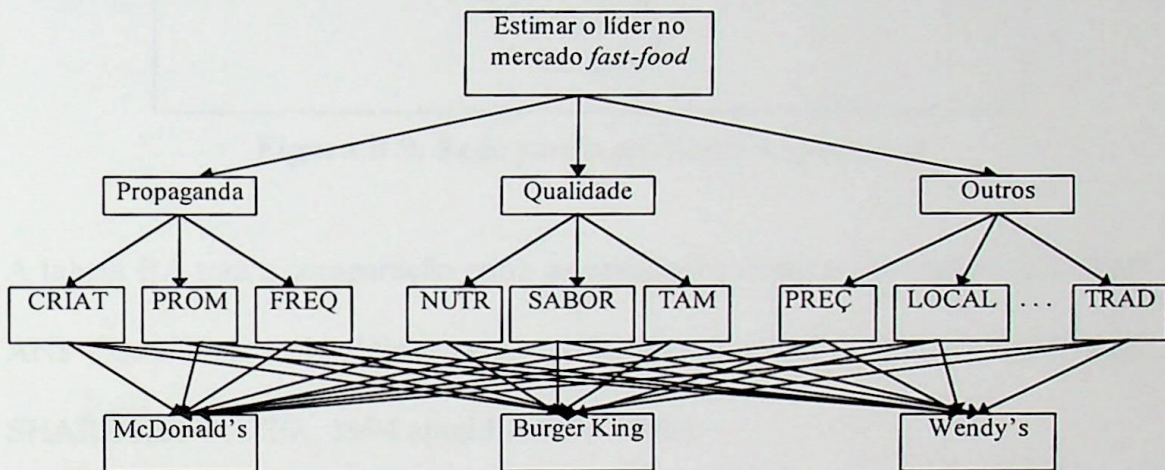 Estimar o líder no
mercado fast-food
Propaganda
Qualidade
Outros
CRIAT
PROM
FREQ
NUTR
SABOR
TAM
PREÇ
LOCAL
. . .
TRAD
McDonald's
Burger King
Wendy's